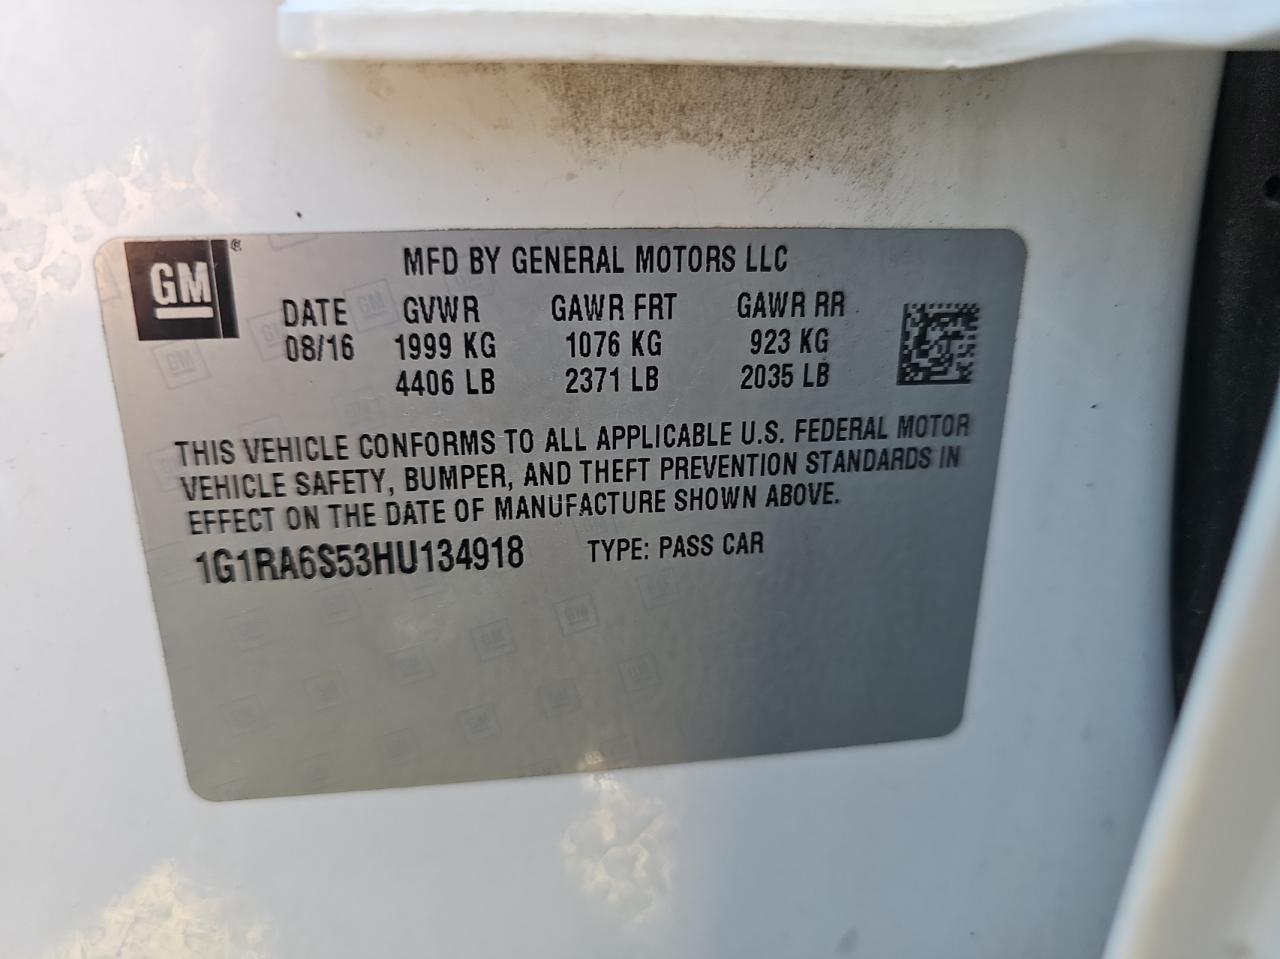 GM ®
MFD BY GENERAL MOTORS LLC
DATE GVWR GAWR FRT GAWR RR
08/16 1999 KG 1076 KG 923 KG
4406 LB 2371 LB 2035 LB
THIS VEHICLE CONFORMS TO ALL APPLICABLE U.S. FEDERAL MOTOR
VEHICLE SAFETY, BUMPER, AND THEFT PREVENTION STANDARDS IN
EFFECT ON THE DATE OF MANUFACTURE SHOWN ABOVE.
1G1RA6S53HU134918 TYPE: PASS CAR